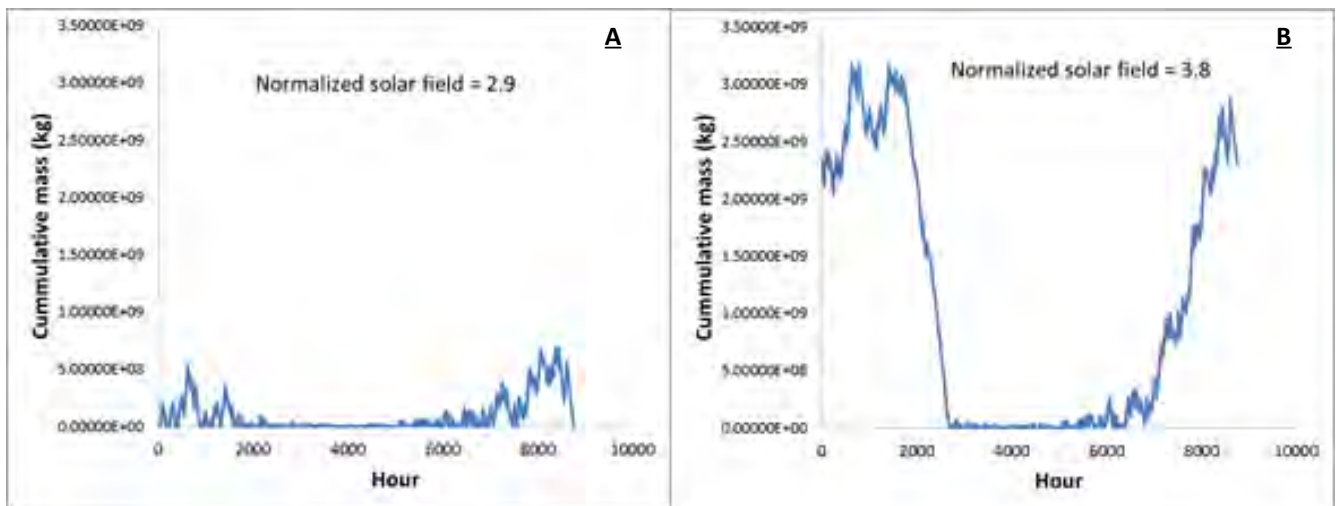 3.50000E+09
A
3.00000E+09
Normalized solar field = 2.9
2.50000E+09
2.00000E+09
1.50000E+09
1.00000E+09
5.00000E+08
0.00000E+00
Cummulative mass (kg)
0 2000 4000 6000 8000 10000
Hour
3.50000E+09
B
3.00000E+09
Normalized solar field = 3.8
2.50000E+09
2.00000E+09
1.50000E+09
1.00000E+09
5.00000E+08
0.00000E+00
Cummulative mass (kg)
0 2000 4000 6000 8000 10000
Hour